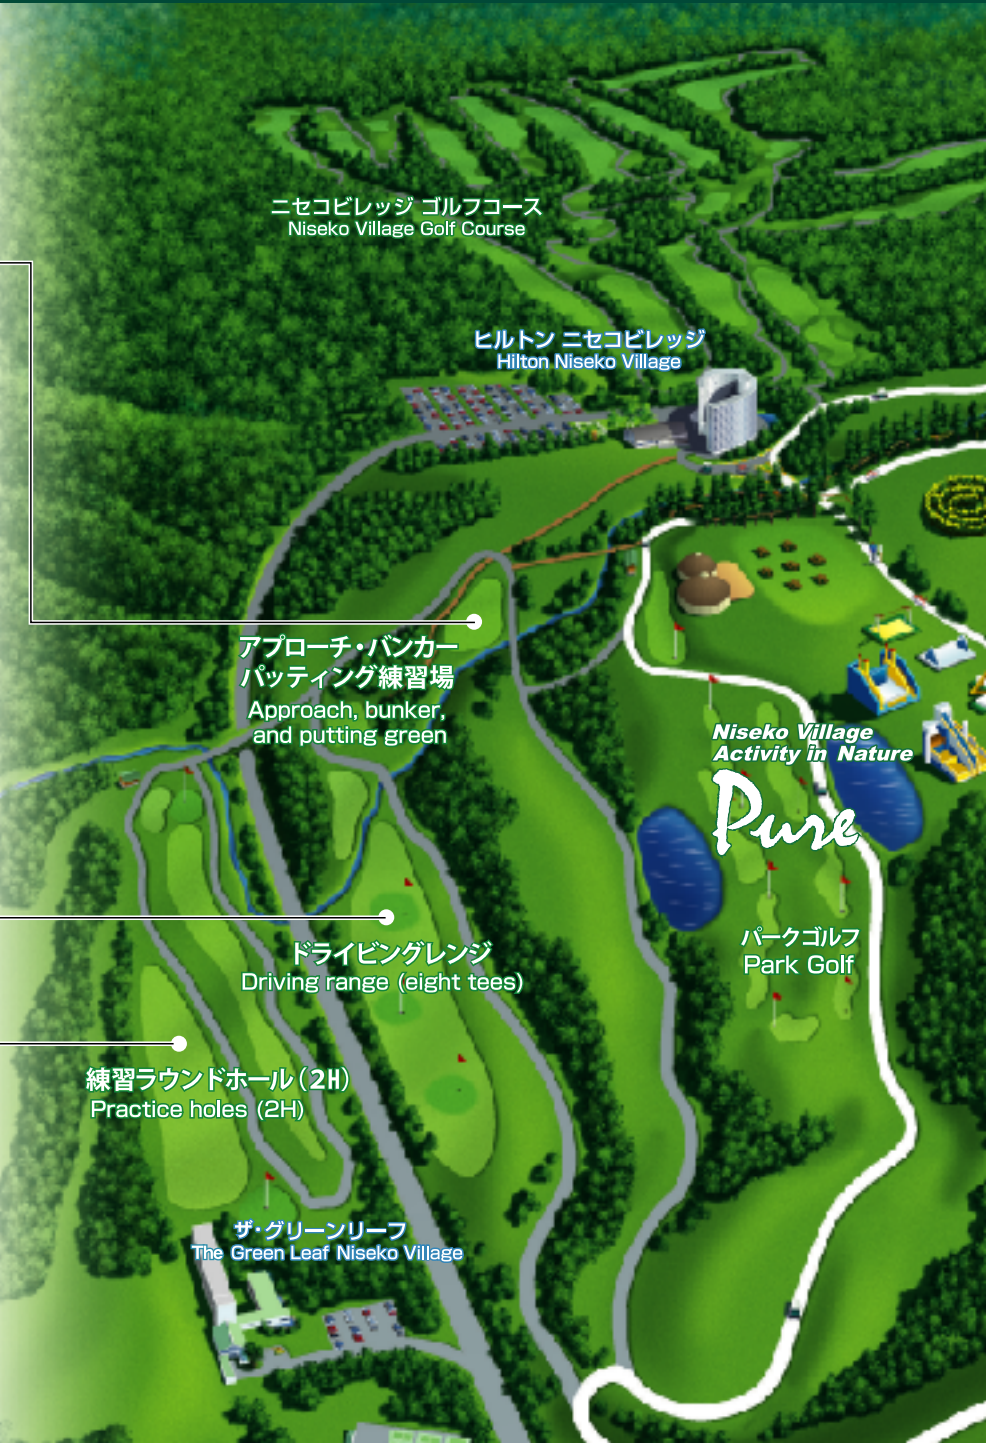 ニセコビレッジ ゴルフコース
Niseko Village Golf Course
ヒルトン ニセコビレッジ
Hilton Niseko Village
アプローチ・バンカー
パッティング練習場
Approach, bunker,
and putting green
Niseko Village
Activity in Nature
Pure
パークゴルフ
Park Golf
ドライビングレンジ
Driving range (eight tees)
練習ラウンドホール（2H）
Practice holes (2H)
ザ・グリーンリーフ
The Green Leaf Niseko Village